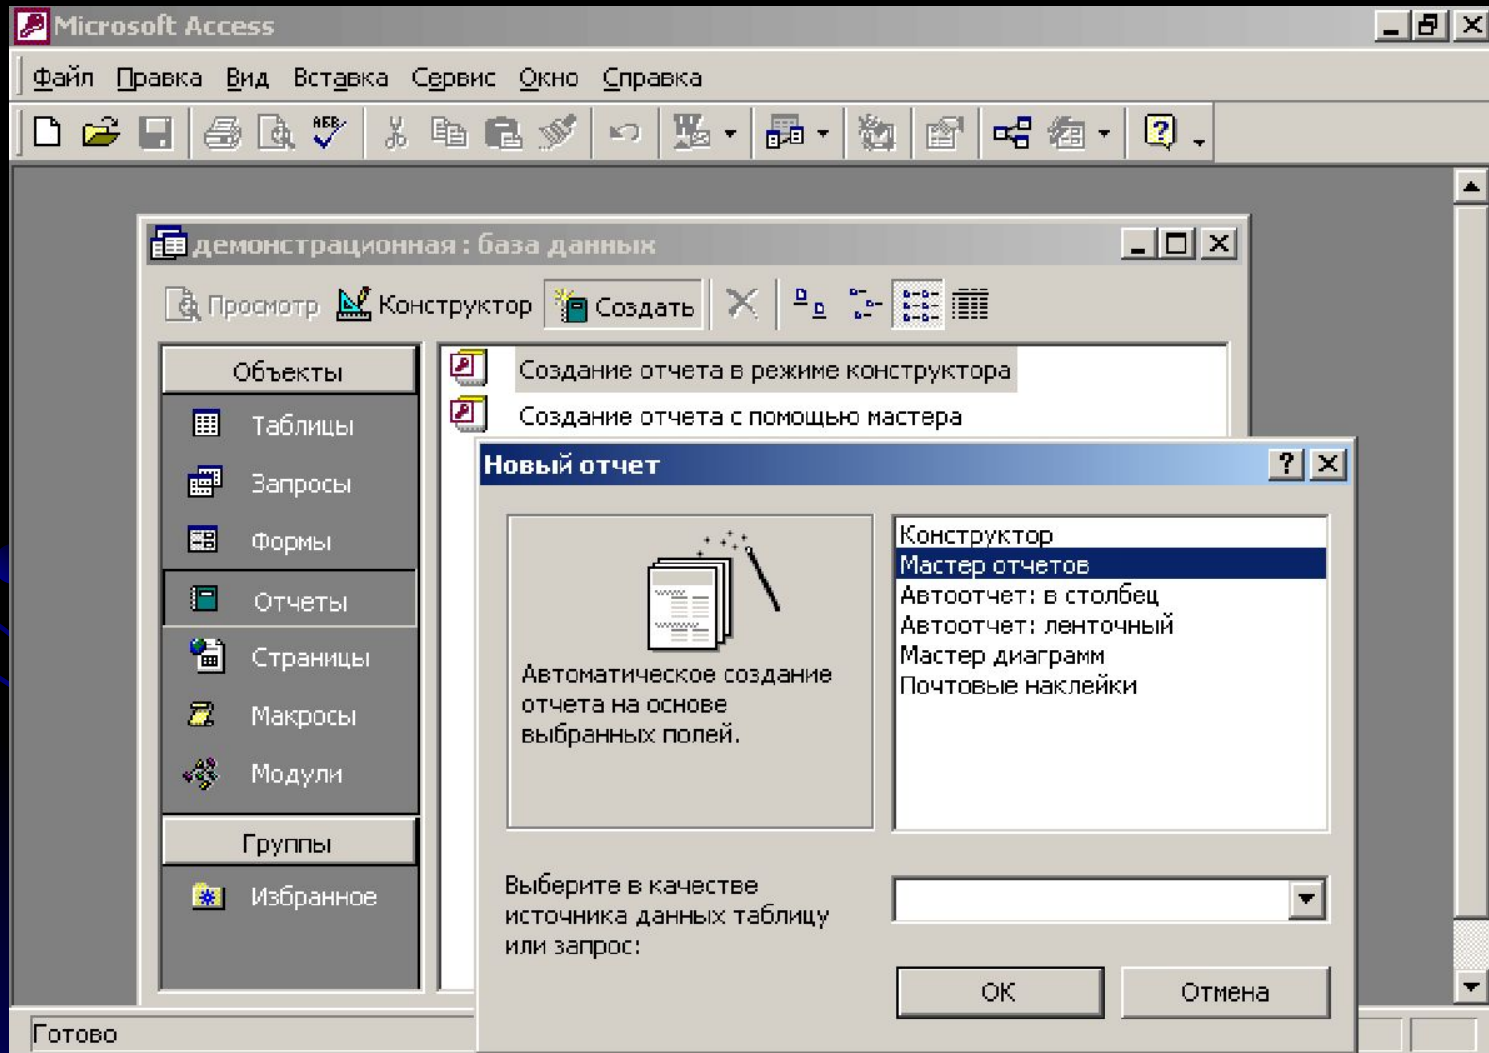 Microsoft Access
Файл Правка Вид Вставка Сервис Окно Справка
АБВ
демонстрационная : база данных
Просмотр Конструктор Создать
Объекты
Таблицы
Запросы
Формы
Отчеты
Страницы
Макросы
Модули
Группы
Избранное
Создание отчета в режиме конструктора
Создание отчета с помощью мастера
Новый отчет
Автоматическое создание
отчета на основе
выбранных полей.
Конструктор
Мастер отчетов
Автоотчет: в столбец
Автоотчет: ленточный
Мастер диаграмм
Почтовые наклейки
Выберите в качестве
источника данных таблицу
или запрос:
ОК Отмена
Готово